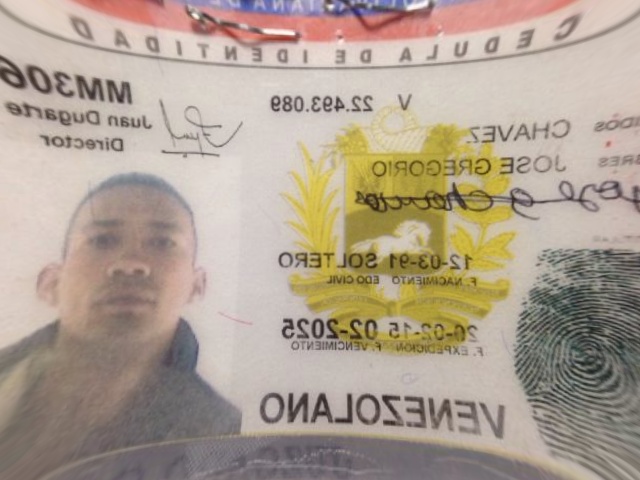 CEDULA DE IDENTIDAD
V 22.493.089
MM306
Juan Dugarte
Director
CHAVEZ
JOSE GREGORIO
12-03-91 SOLTERO
F. NACIMIENTO EDO CIVIL
20-02-15 02-2025
F. EXPEDICION F. VENCIMIENTO
VENEZOLANO